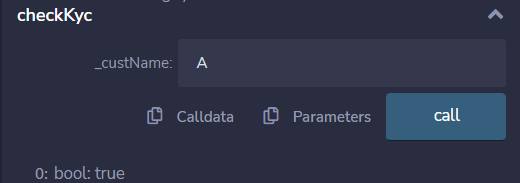 checkKyc
_custName: A
Calldata Parameters call
0: bool: true